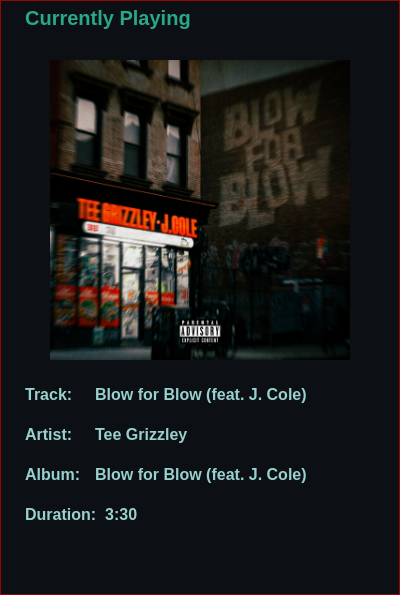 Currently Playing
BLOW
FOR
BLOW
TEE GRIZZLEY · J. COLE
PARENTAL
ADVISORY
EXPLICIT CONTENT
Track: Blow for Blow (feat. J. Cole)
Artist: Tee Grizzley
Album: Blow for Blow (feat. J. Cole)
Duration: 3:30